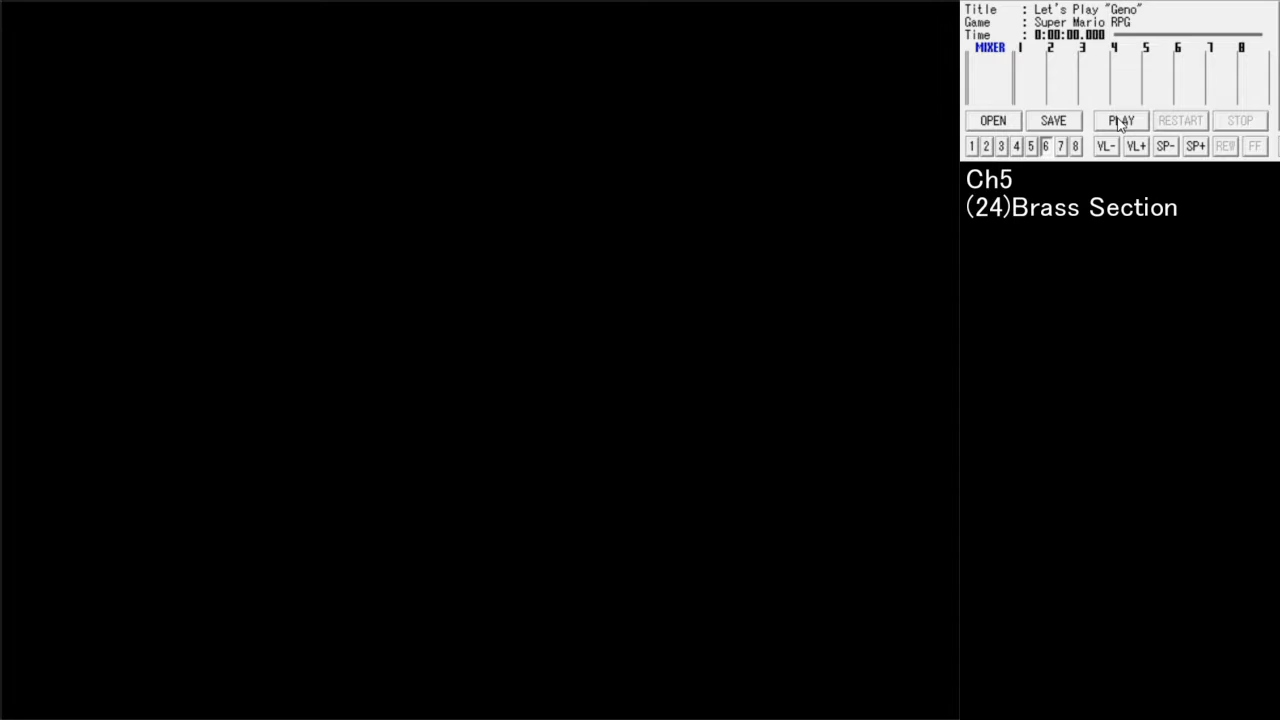 Title : Let's Play "Geno"
Game : Super Mario RPG
Time : 0:00:00.000
MIXER 1 2 3 4 5 6 7 8
OPEN SAVE PLAY RESTART STOP
1 2 3 4 5 6 7 8 VL- VL+ SP- SP+ REW FF
Ch5
(24)Brass Section